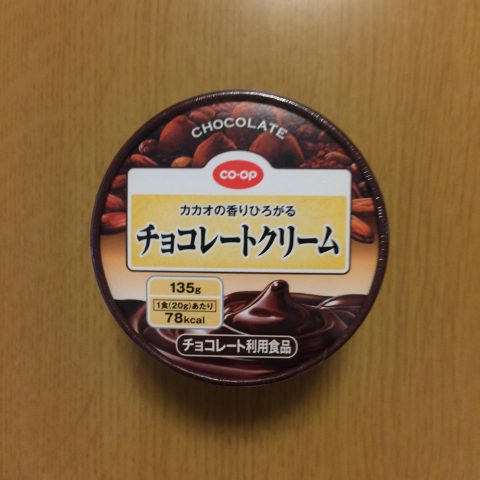 CHOCOLATE
CO·OP
カカオの香りひろがる
チョコレートクリーム
135g
1食(20g)あたり
78kcal
チョコレート利用食品